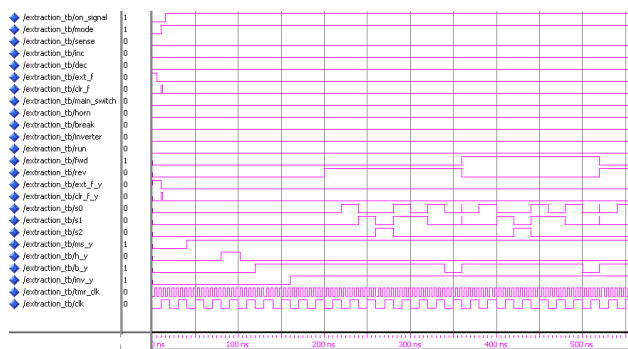 /extraction_tb/on_signal 1
/extraction_tb/mode 1
/extraction_tb/sense 0
/extraction_tb/inc 0
/extraction_tb/dec 0
/extraction_tb/ext_f 0
/extraction_tb/clr_f 0
/extraction_tb/main_switch 0
/extraction_tb/horn 0
/extraction_tb/break 0
/extraction_tb/inverter 0
/extraction_tb/run 0
/extraction_tb/fwd 1
/extraction_tb/rev 0
/extraction_tb/ext_f_y 0
/extraction_tb/clr_f_y 0
/extraction_tb/s0 0
/extraction_tb/s1 0
/extraction_tb/s2 0
/extraction_tb/ms_y 1
/extraction_tb/h_y 0
/extraction_tb/b_y 1
/extraction_tb/inv_y 1
/extraction_tb/tmr_clk 0
/extraction_tb/clk 0
0 ns 100 ns 200 ns 300 ns 400 ns 500 ns